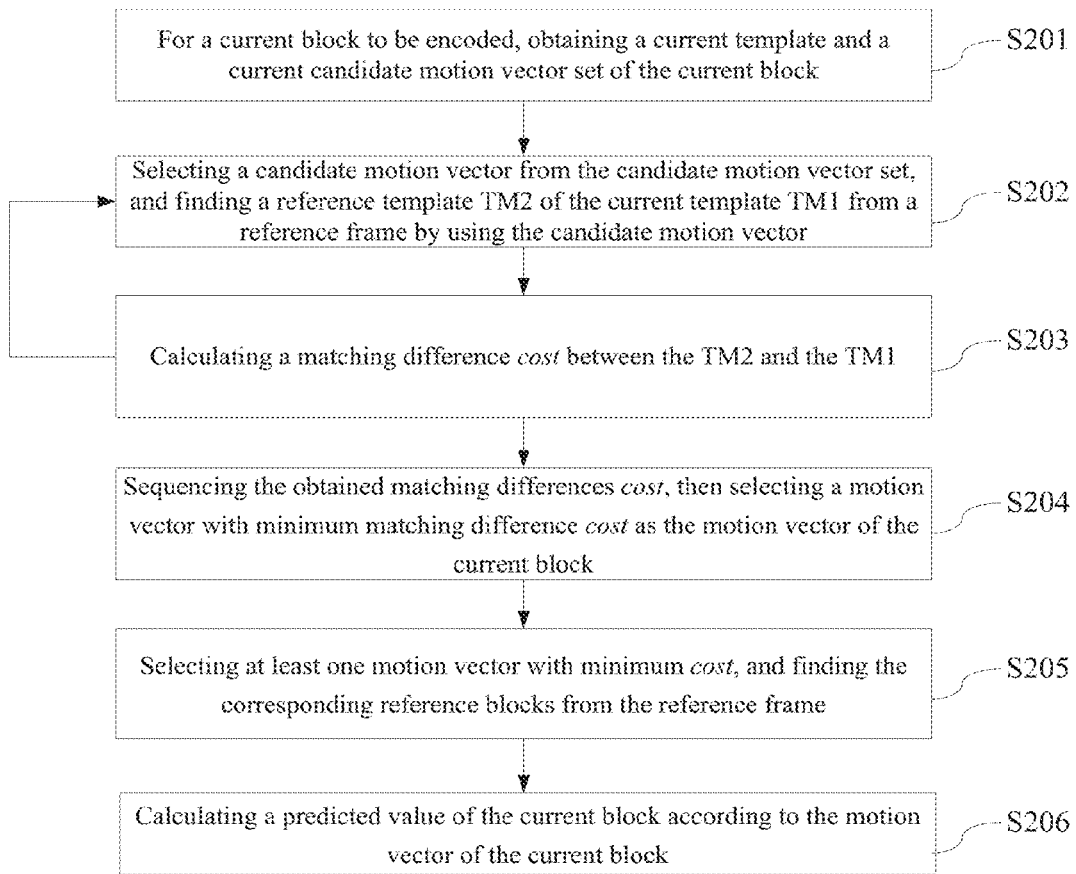 For a current block to be encoded, obtaining a current template and a
current candidate motion vector set of the current block
S201
Selecting a candidate motion vector from the candidate motion vector set,
and finding a reference template TM2 of the current template TM1 from a
reference frame by using the candidate motion vector
S202
Calculating a matching difference cost between the TM2 and the TM1
S203
Sequencing the obtained matching differences cost, then selecting a motion
vector with minimum matching difference cost as the motion vector of the
current block
S204
Selecting at least one motion vector with minimum cost, and finding the
corresponding reference blocks from the reference frame
S205
Calculating a predicted value of the current block according to the motion
vector of the current block
S206